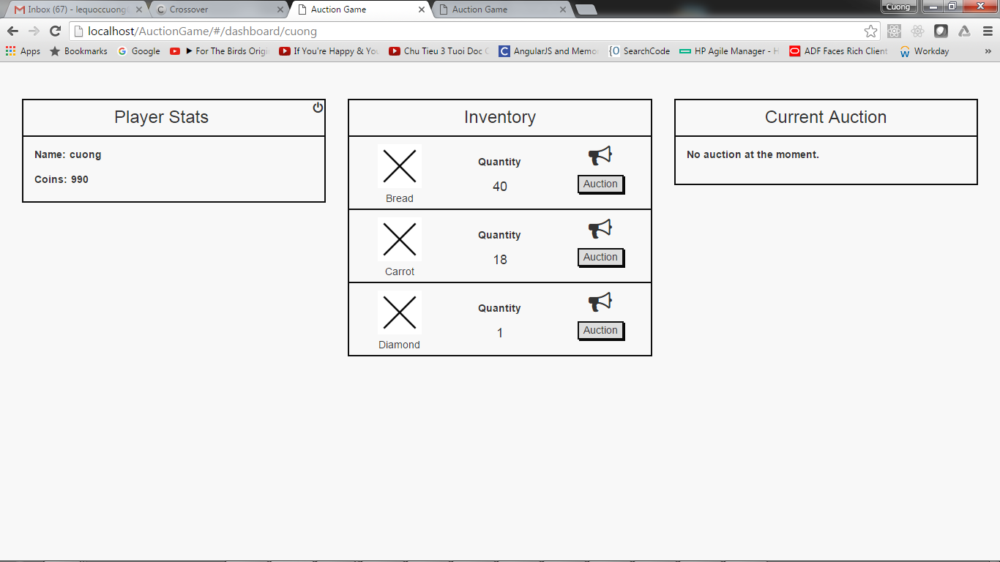 Inbox (67) - lequoccuong
Crossover
Auction Game
Auction Game
Cuong
localhost/AuctionGame/#/dashboard/cuong
Apps Bookmarks Google ► For The Birds Origi If You're Happy & You Chu Tieu 3 Tuoi Doc AngularJS and Memo SearchCode HP Agile Manager - H ADF Faces Rich Client Workday »
Player Stats
Name: cuong
Coins: 990
Inventory
Bread
Quantity
40
Auction
Carrot
Quantity
18
Auction
Diamond
Quantity
1
Auction
Current Auction
No auction at the moment.